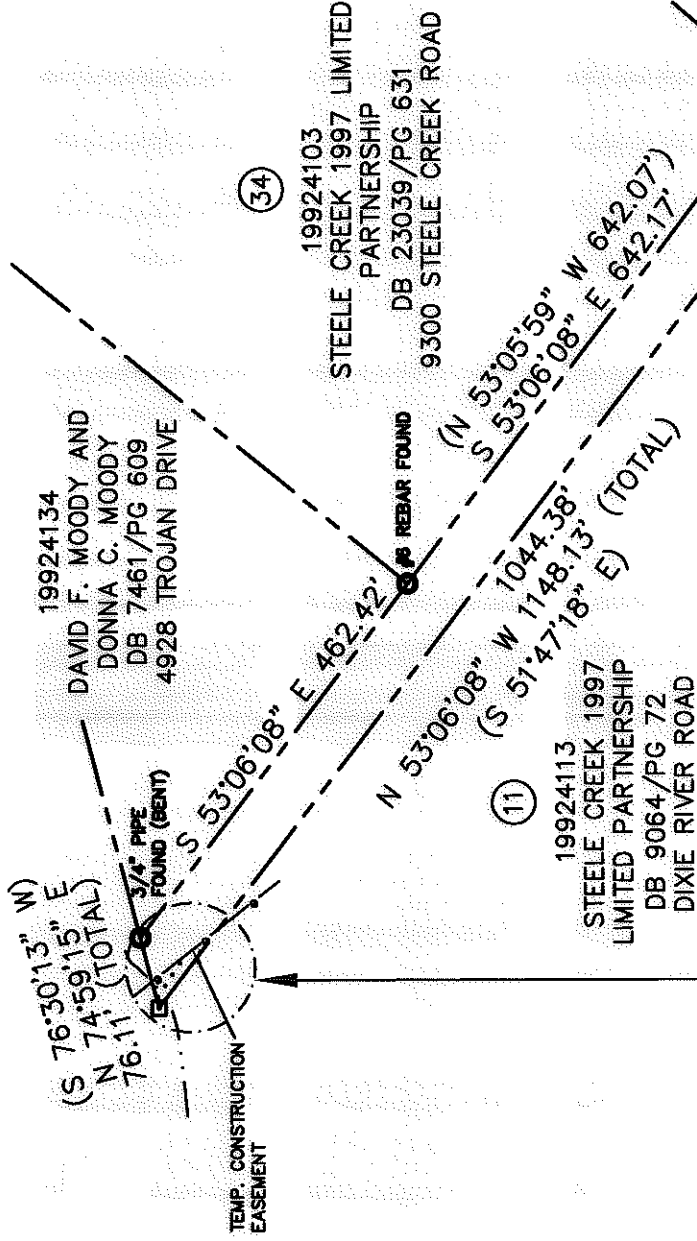 19924134
DAVID F. MOODY AND
DONNA C. MOODY
DB 7461/PG 609
4928 TROJAN DRIVE
34
19924103
STEELE CREEK 1997 LIMITED
PARTNERSHIP
DB 23039/PG 631
9300 STEELE CREEK ROAD
(S 76°30'13" W)
N 74°59'15" E
76.11' (TOTAL)
3/4" PIPE
FOUND (BENT)
S 53°06'08" E 462.42'
#6 REBAR FOUND
(N 53°05'59" W 642.07')
S 53°06'08" E 642.17'
1044.38'
N 53°06'08" W 1148.13' (TOTAL)
(S 51°47'18" E)
TEMP. CONSTRUCTION
EASEMENT
11
19924113
STEELE CREEK 1997
LIMITED PARTNERSHIP
DB 9064/PG 72
DIXIE RIVER ROAD